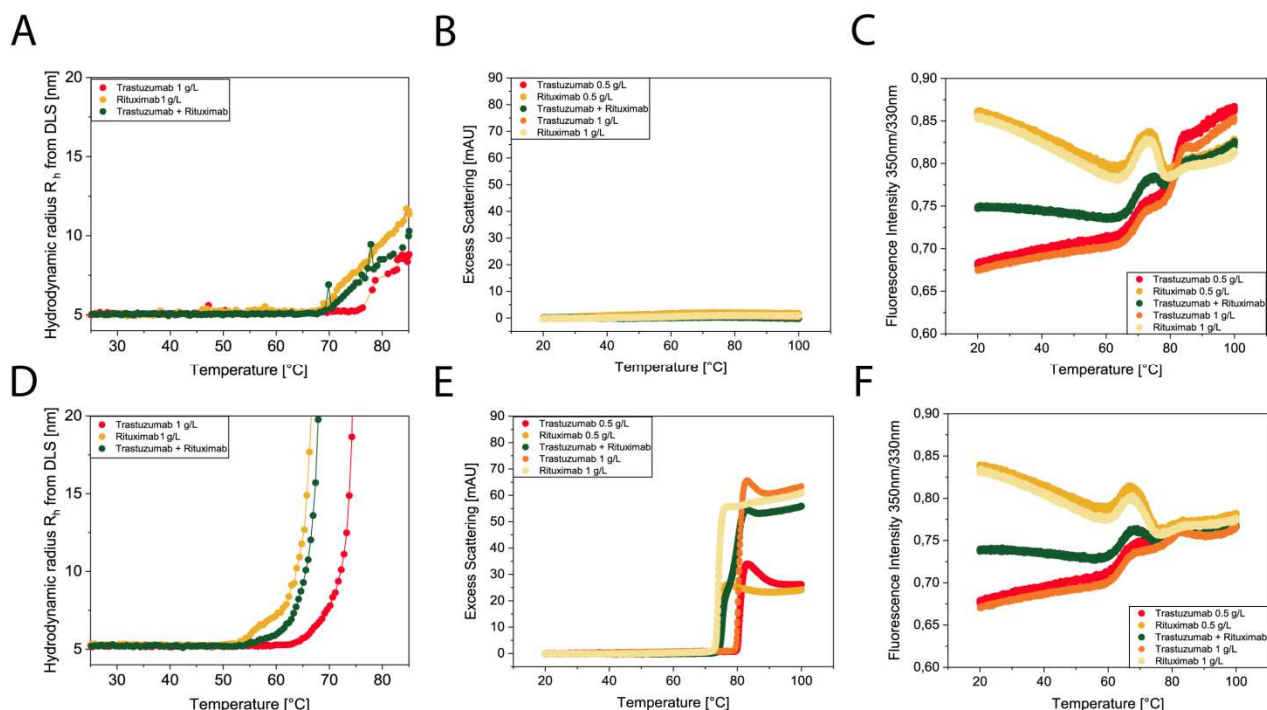 A
Hyrdodynamic radius R h from DLS [nm]
20
15
10
5
30 40 50 60 70 80
Temperature [°C]
Trastuzumab 1 g/L
Rituximab1 g/L
Trastuzumab + Rituximab
B
Excess Scattering [mAU]
90
80
70
60
50
40
30
20
10
0
20 40 60 80 100
Temperature [°C]
Trastuzumab 0.5 g/L
Rituximab 0.5 g/L
Trastuzumab + Rituximab
Trastuzumab 1 g/L
Rituximab 1 g/L
C
Fluorescence Intensity 350nm/330nm
0,90
0,85
0,80
0,75
0,70
0,65
0,60
20 40 60 80 100
Temperature [°C]
Trastuzumab 0.5 g/L
Rituximab 0.5 g/L
Trastuzumab + Rituximab
Trastuzumab 1 g/L
Rituximab 1 g/L
D
Hyrdodynamic radius R h from DLS [nm]
20
15
10
5
30 40 50 60 70 80
Temperature [°C]
Trastuzumab 1 g/L
Rituximab1 g/L
Trastuzumab + Rituximab
E
Excess Scattering [mAU]
90
80
70
60
50
40
30
20
10
0
20 40 60 80 100
Temperature [°C]
Trastuzumab 0.5 g/L
Rituximab 0.5 g/L
Trastuzumab + Rituximab
Trastuzumab 1 g/L
Rituximab 1 g/L
F
Fluorescence Intensity 350nm/330nm
0,90
0,85
0,80
0,75
0,70
0,65
0,60
20 40 60 80 100
Temperature [°C]
Trastuzumab 0.5 g/L
Rituximab 0.5 g/L
Trastuzumab + Rituximab
Trastuzumab 1 g/L
Rituximab 1 g/L